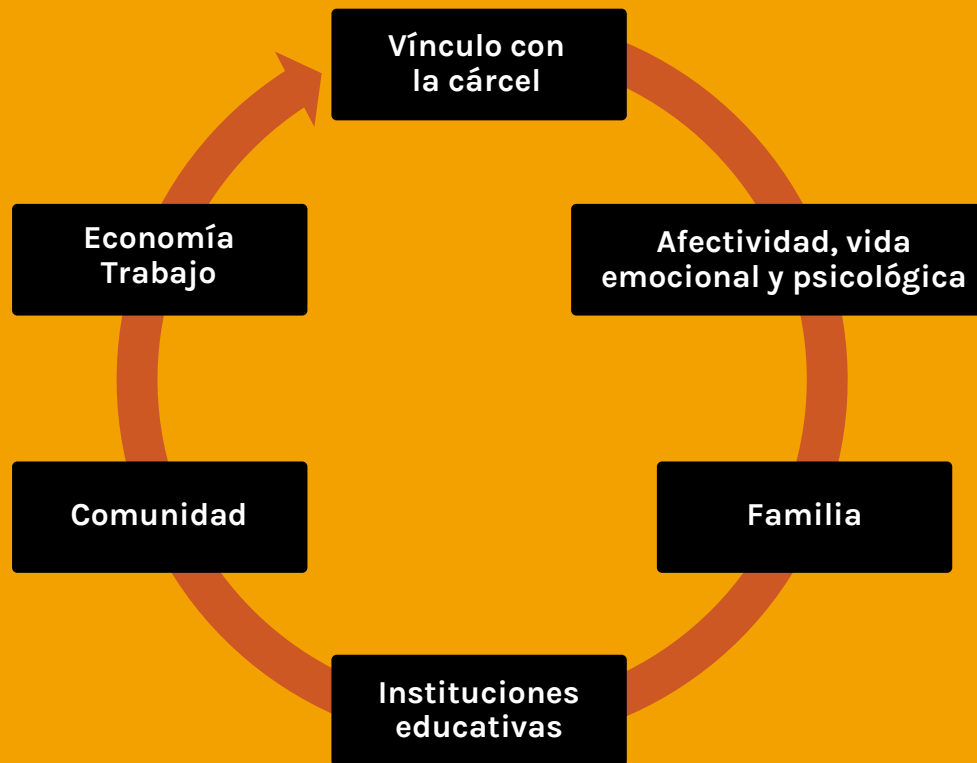 Vínculo con
la cárcel
Economía
Trabajo
Afectividad, vida
emocional y psicológica
Comunidad
Familia
Instituciones
educativas